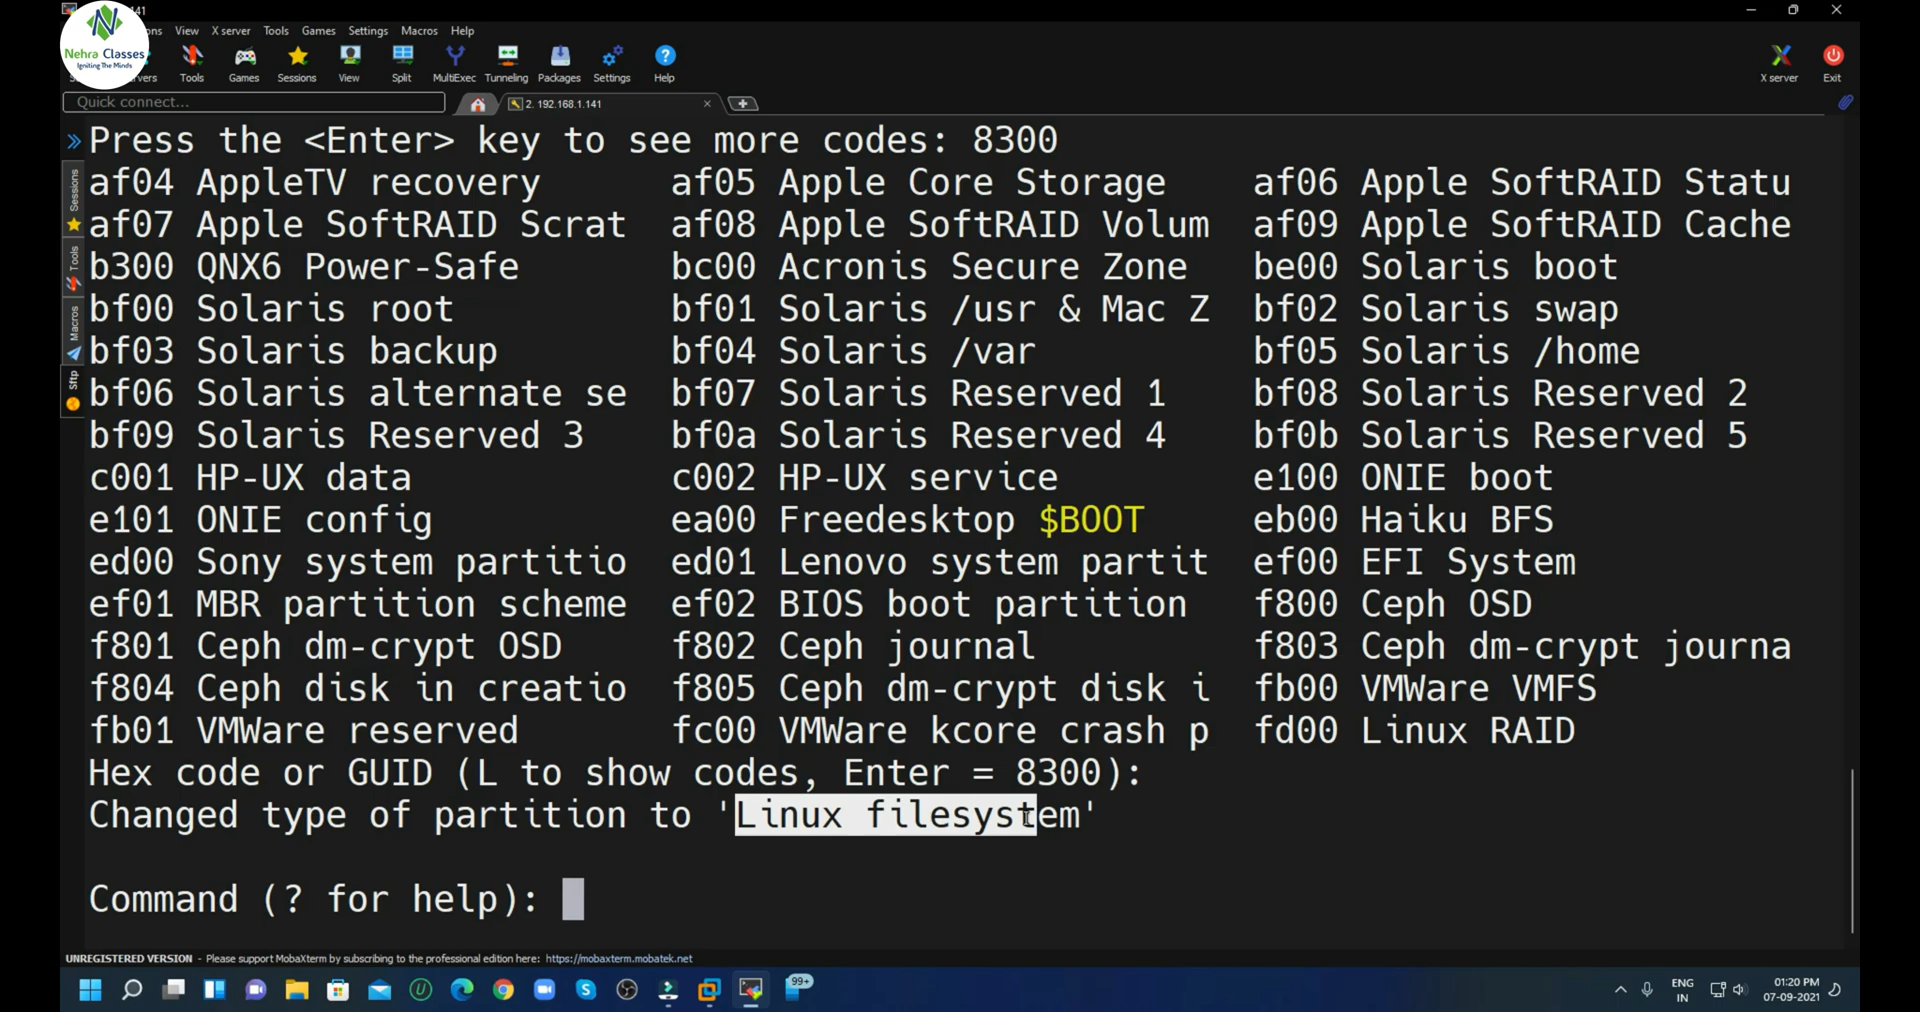 141
Nehra Classes
Igniting The Minds
ons View X server Tools Games Settings Macros Help
rvers Tools Games Sessions View Split MultiExec Tunneling Packages Settings Help X server Exit
Quick connect... 2. 192.168.1.141
Sessions
Tools
Macros
Sftp
Press the <Enter> key to see more codes: 8300
af04 AppleTV recovery af05 Apple Core Storage af06 Apple SoftRAID Statu
af07 Apple SoftRAID Scrat af08 Apple SoftRAID Volum af09 Apple SoftRAID Cache
b300 QNX6 Power-Safe bc00 Acronis Secure Zone be00 Solaris boot
bf00 Solaris root bf01 Solaris /usr & Mac Z bf02 Solaris swap
bf03 Solaris backup bf04 Solaris /var bf05 Solaris /home
bf06 Solaris alternate se bf07 Solaris Reserved 1 bf08 Solaris Reserved 2
bf09 Solaris Reserved 3 bf0a Solaris Reserved 4 bf0b Solaris Reserved 5
c001 HP-UX data c002 HP-UX service e100 ONIE boot
e101 ONIE config ea00 Freedesktop $BOOT eb00 Haiku BFS
ed00 Sony system partitio ed01 Lenovo system partit ef00 EFI System
ef01 MBR partition scheme ef02 BIOS boot partition f800 Ceph OSD
f801 Ceph dm-crypt OSD f802 Ceph journal f803 Ceph dm-crypt journa
f804 Ceph disk in creatio f805 Ceph dm-crypt disk i fb00 VMWare VMFS
fb01 VMWare reserved fc00 VMWare kcore crash p fd00 Linux RAID
Hex code or GUID (L to show codes, Enter = 8300):
Changed type of partition to 'Linux filesystem'
Command (? for help):
UNREGISTERED VERSION - Please support MobaXterm by subscribing to the professional edition here: https://mobaxterm.mobatek.net
99+
ENG
IN
01:20 PM
07-09-2021